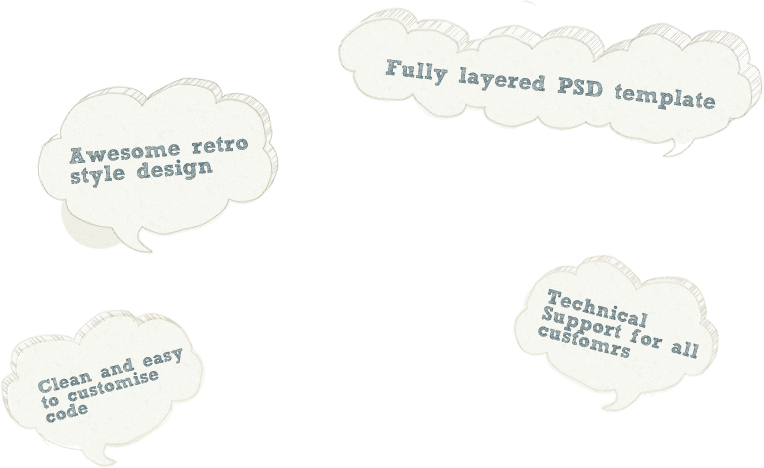 Fully layered PSD template
Awesome retro
style design
Technical
Support for all
customrs
Clean and easy
to customise
code